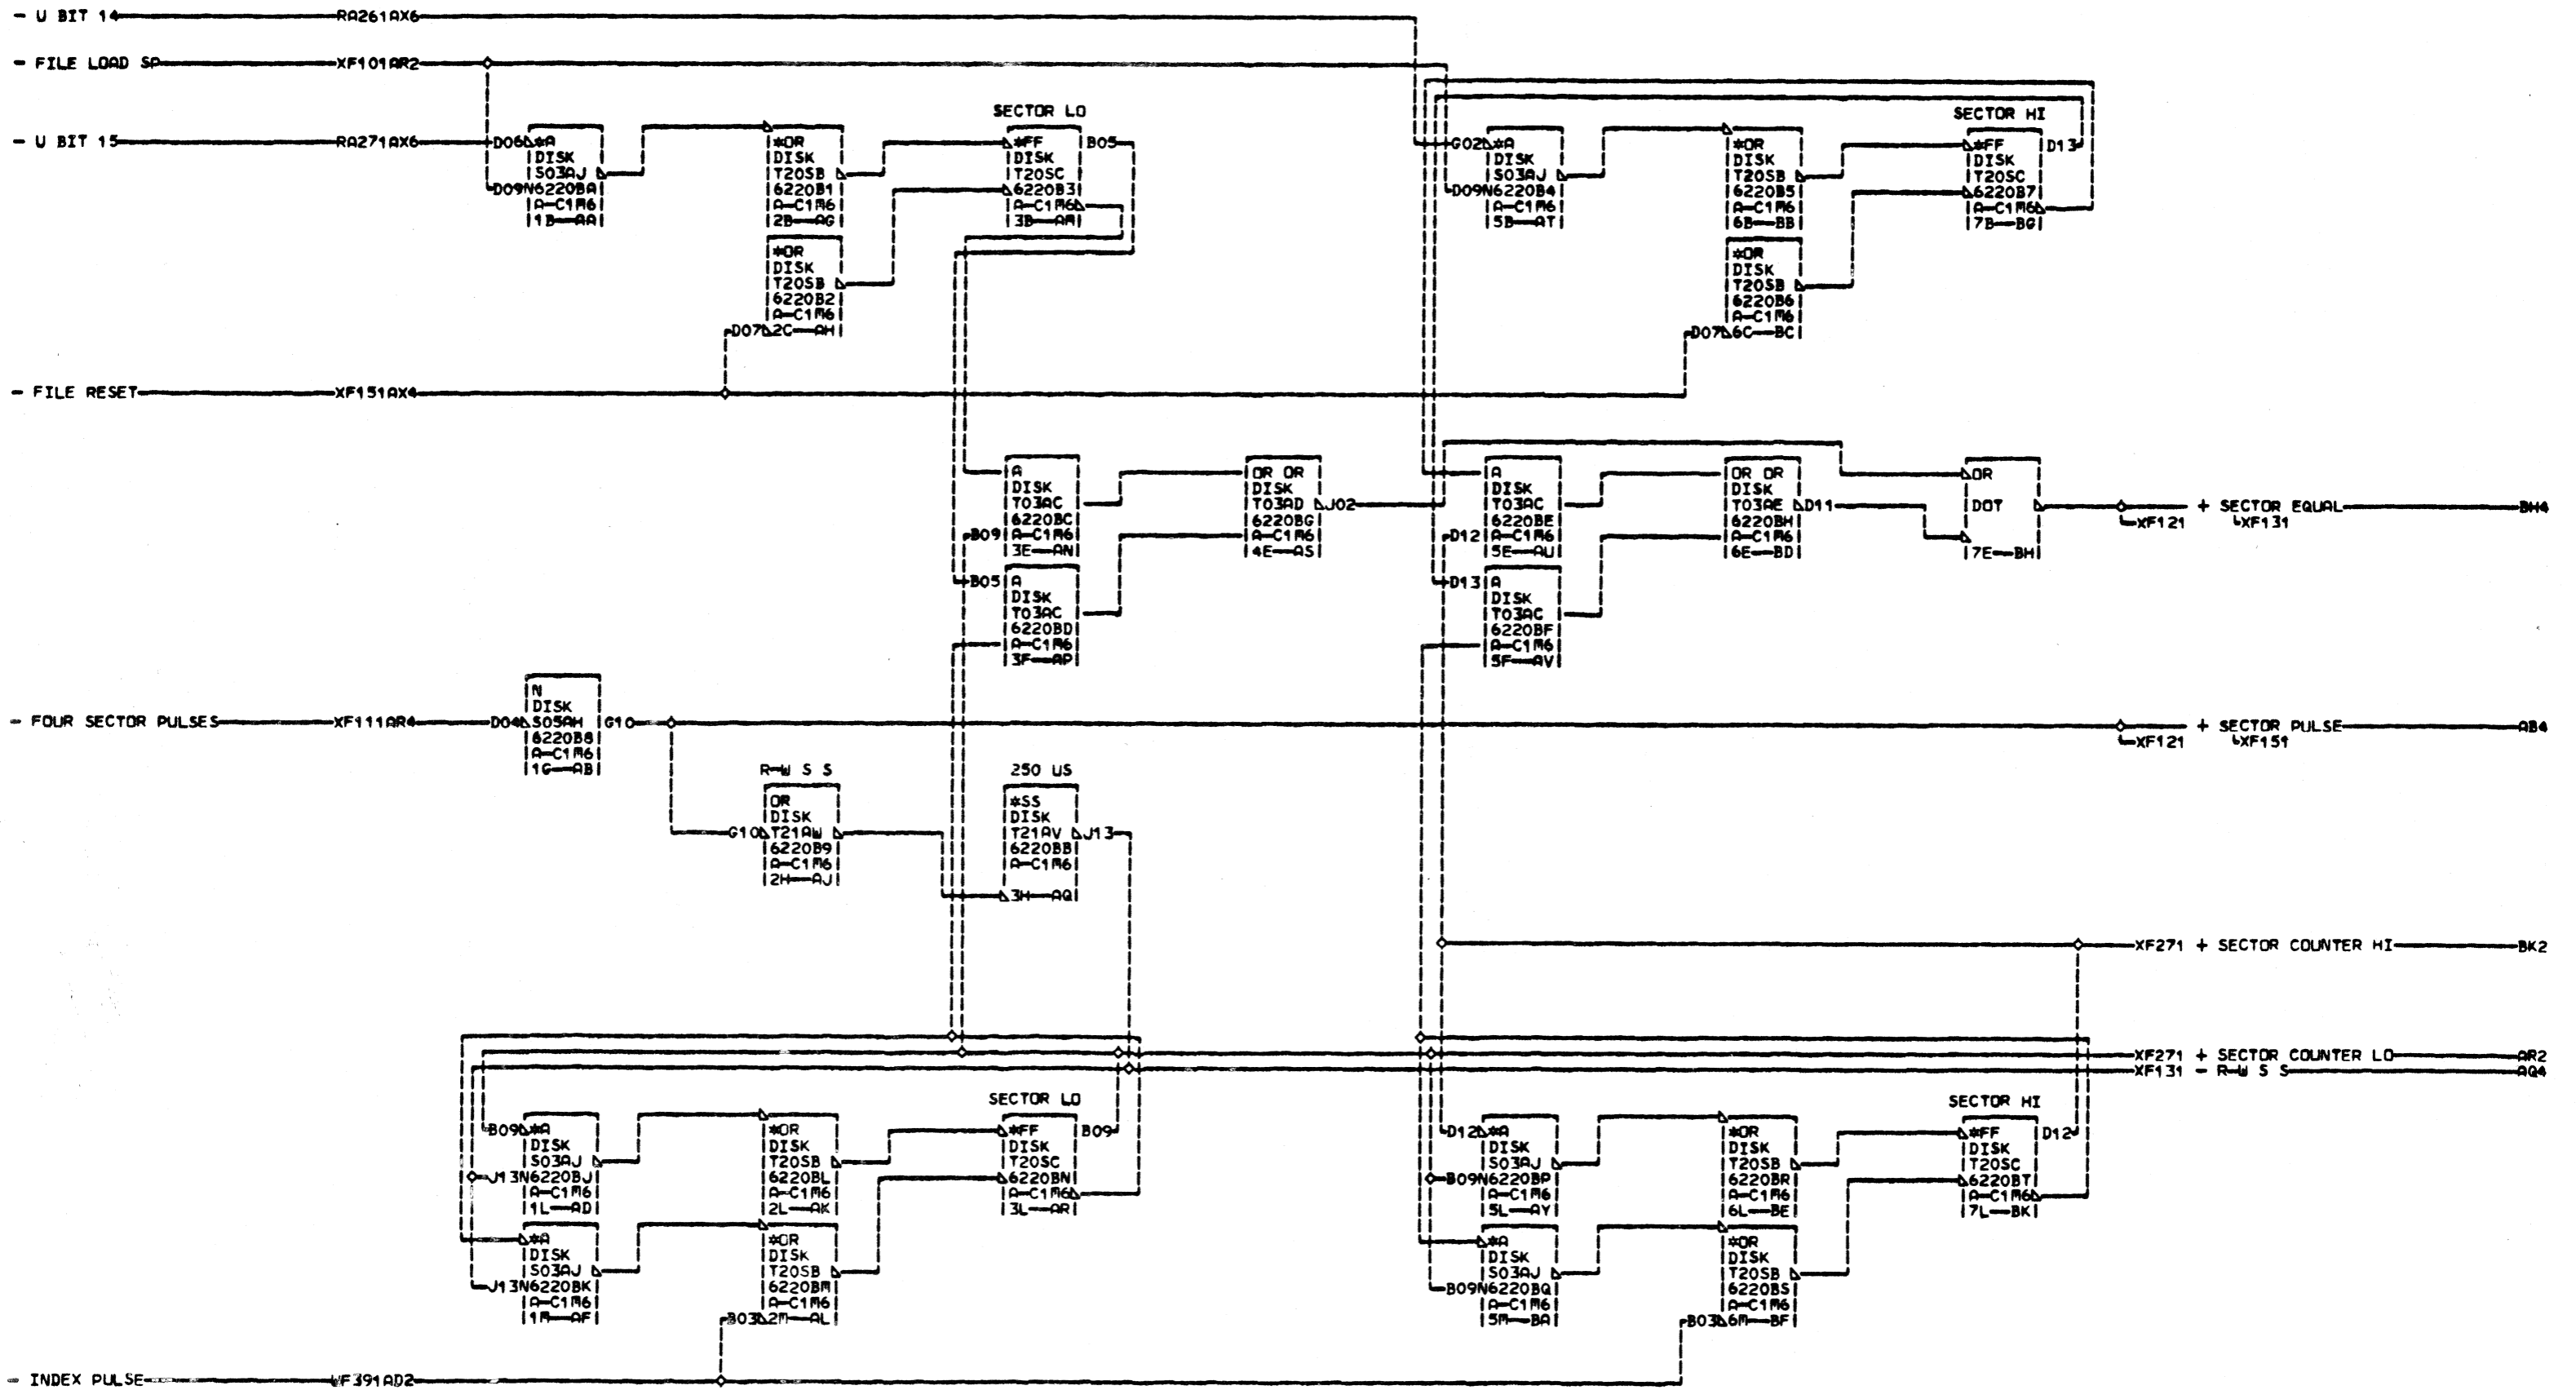 - U BIT 14 RA261AX6
- FILE LOAD SP XF101AR2
- U BIT 15 RA271AX6
D06 *A
DISK
S03AJ
D09N6220BA
A-C1M6
1B-AA
*OR
DISK
T20SB
6220B1
A-C1M6
2B-AG
*OR
DISK
T20SB
6220B2
A-C1M6
D07 2C-AH
SECTOR LO
*FF B05
DISK
T20SC
6220B3
A-C1M6
3B-AM
G02 *A
DISK
S03AJ
D09N6220B4
A-C1M6
5B-AT
*OR
DISK
T20SB
6220B5
A-C1M6
6B-BB
*OR
DISK
T20SB
6220B6
A-C1M6
D07 6C-BC
SECTOR HI
*FF D13
DISK
T20SC
6220B7
A-C1M6
7B-BG
- FILE RESET XF151AX4
A
DISK
T03AC
6220BC
B09 A-C1M6
3E-AN
B05 A
DISK
T03AC
6220BD
A-C1M6
3F-AP
OR OR
DISK
T03AD J02
6220BG
A-C1M6
4E-AS
A
DISK
T03AC
6220BE
D12 A-C1M6
5E-AU
D13 A
DISK
T03AC
6220BF
A-C1M6
5F-AV
OR OR
DISK
T03AE D11
6220BH
A-C1M6
6E-BD
OR
DOT
7E-BH
+ SECTOR EQUAL BH4
XF121 XF131
- FOUR SECTOR PULSES XF111AR4
N
DISK
D04 S05AH G10
6220B8
A-C1M6
1G-AB
+ SECTOR PULSE AB4
XF121 XF151
R-W S S
OR
DISK
G10 T21AW
6220B9
A-C1M6
2H-AJ
250 US
*SS
DISK
T21AV J13
6220BB
A-C1M6
3H-AQ
XF271 + SECTOR COUNTER HI BK2
XF271 + SECTOR COUNTER LO AR2
XF131 - R-W S S AQ4
B09 *A
DISK
S03AJ
J13N6220BJ
A-C1M6
1L-AD
*A
DISK
S03AJ
J13N6220BK
A-C1M6
1M-AF
*OR
DISK
T20SB
6220BL
A-C1M6
2L-AK
*OR
DISK
T20SB
6220BM
A-C1M6
B03 2M-AL
SECTOR LO
*FF B09
DISK
T20SC
6220BN
A-C1M6
3L-AR
D12 *A
DISK
S03AJ
B09N6220BP
A-C1M6
5L-AY
*A
DISK
S03AJ
B09N6220BQ
A-C1M6
5M-BA
*OR
DISK
T20SB
6220BR
A-C1M6
6L-BE
*OR
DISK
T20SB
6220BS
A-C1M6
B03 6M-BF
SECTOR HI
*FF D12
DISK
T20SC
6220BT
A-C1M6
7L-BK
- INDEX PULSE WF391AD2